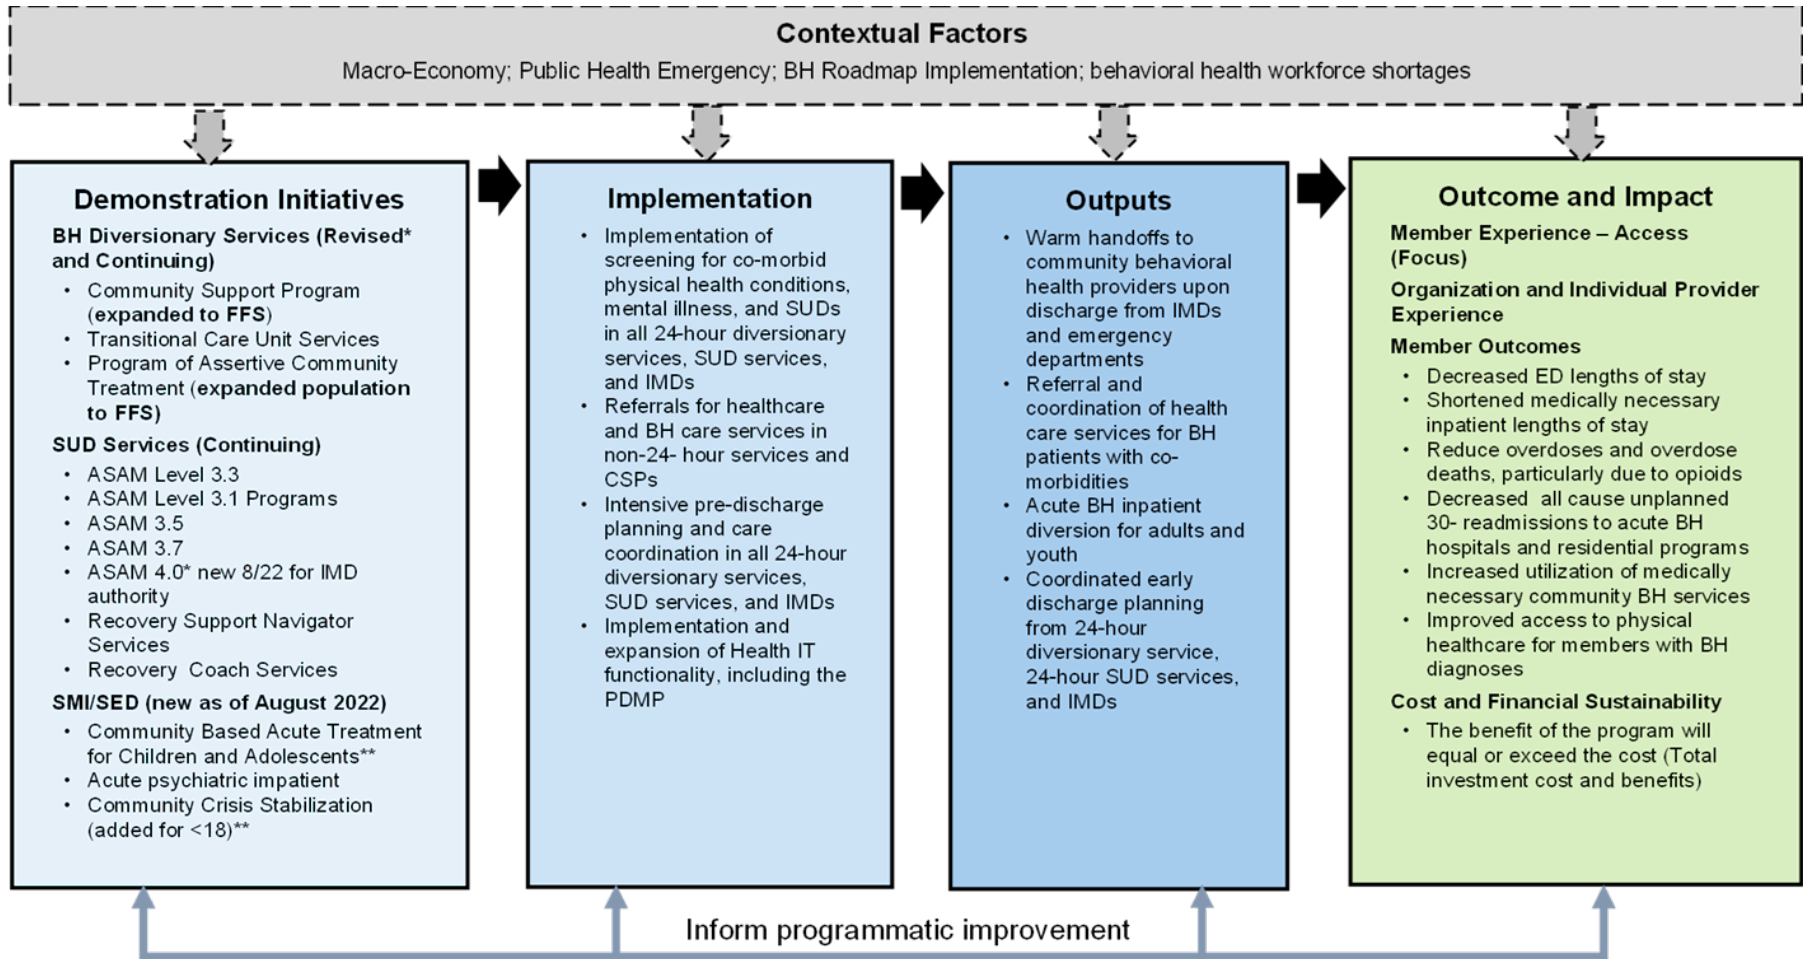 Contextual Factors
Macro-Economy; Public Health Emergency; BH Roadmap Implementation; behavioral health workforce shortages
Demonstration Initiatives
BH Diversionary Services (Revised*
and Continuing)
• Community Support Program
(expanded to FFS)
• Transitional Care Unit Services
• Program of Assertive Community
Treatment (expanded population
to FFS)
SUD Services (Continuing)
• ASAM Level 3.3
• ASAM Level 3.1 Programs
• ASAM 3.5
• ASAM 3.7
• ASAM 4.0* new 8/22 for IMD
authority
• Recovery Support Navigator
Services
• Recovery Coach Services
SMI/SED (new as of August 2022)
• Community Based Acute Treatment
for Children and Adolescents**
• Acute psychiatric impatient
• Community Crisis Stabilization
(added for <18)**
Implementation
• Implementation of
screening for co-morbid
physical health conditions,
mental illness, and SUDs
in all 24-hour diversionary
services, SUD services,
and IMDs
• Referrals for healthcare
and BH care services in
non-24- hour services and
CSPs
• Intensive pre-discharge
planning and care
coordination in all 24-hour
diversionary services,
SUD services, and IMDs
• Implementation and
expansion of Health IT
functionality, including the
PDMP
Outputs
• Warm handoffs to
community behavioral
health providers upon
discharge from IMDs
and emergency
departments
• Referral and
coordination of health
care services for BH
patients with co-
morbidities
• Acute BH inpatient
diversion for adults and
youth
• Coordinated early
discharge planning
from 24-hour
diversionary service,
24-hour SUD services,
and IMDs
Outcome and Impact
Member Experience – Access
(Focus)
Organization and Individual Provider
Experience
Member Outcomes
• Decreased ED lengths of stay
• Shortened medically necessary
inpatient lengths of stay
• Reduce overdoses and overdose
deaths, particularly due to opioids
• Decreased all cause unplanned
30- readmissions to acute BH
hospitals and residential programs
• Increased utilization of medically
necessary community BH services
• Improved access to physical
healthcare for members with BH
diagnoses
Cost and Financial Sustainability
• The benefit of the program will
equal or exceed the cost (Total
investment cost and benefits)
Inform programmatic improvement